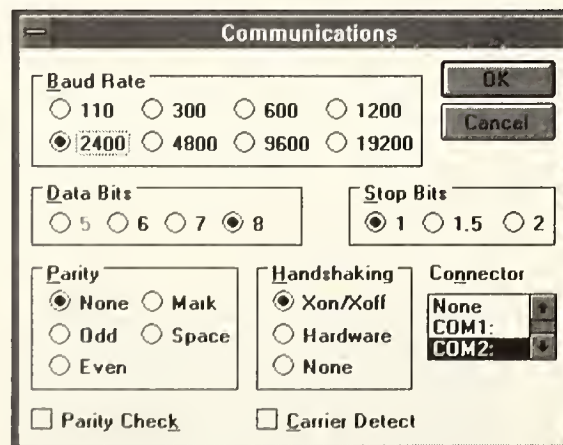 Communications
Baud Rate
110 300 600 1200
2400 4800 9600 19200
OK
Cancel
Data Bits
5 6 7 8
Stop Bits
1 1.5 2
Parity
None Mark
Odd Space
Even
Handshaking
Xon/Xoff
Hardware
None
Connector
None
COM1:
COM2:
Parity Check
Carrier Detect